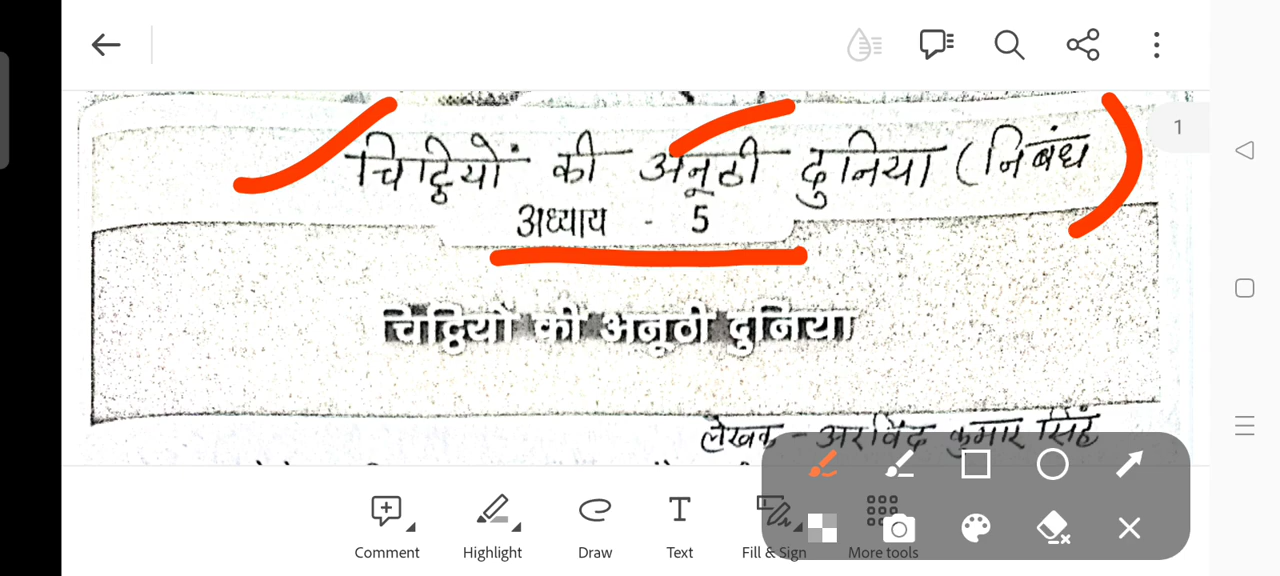 1
चिट्ठियों की अनूठी दुनिया (निबंध
अध्याय - 5
चिट्ठियों की अनूठी दुनिया
लेखक - अरविंद कुमार सिंह
Comment
Highlight
Draw
Text
Fill & Sign
More tools